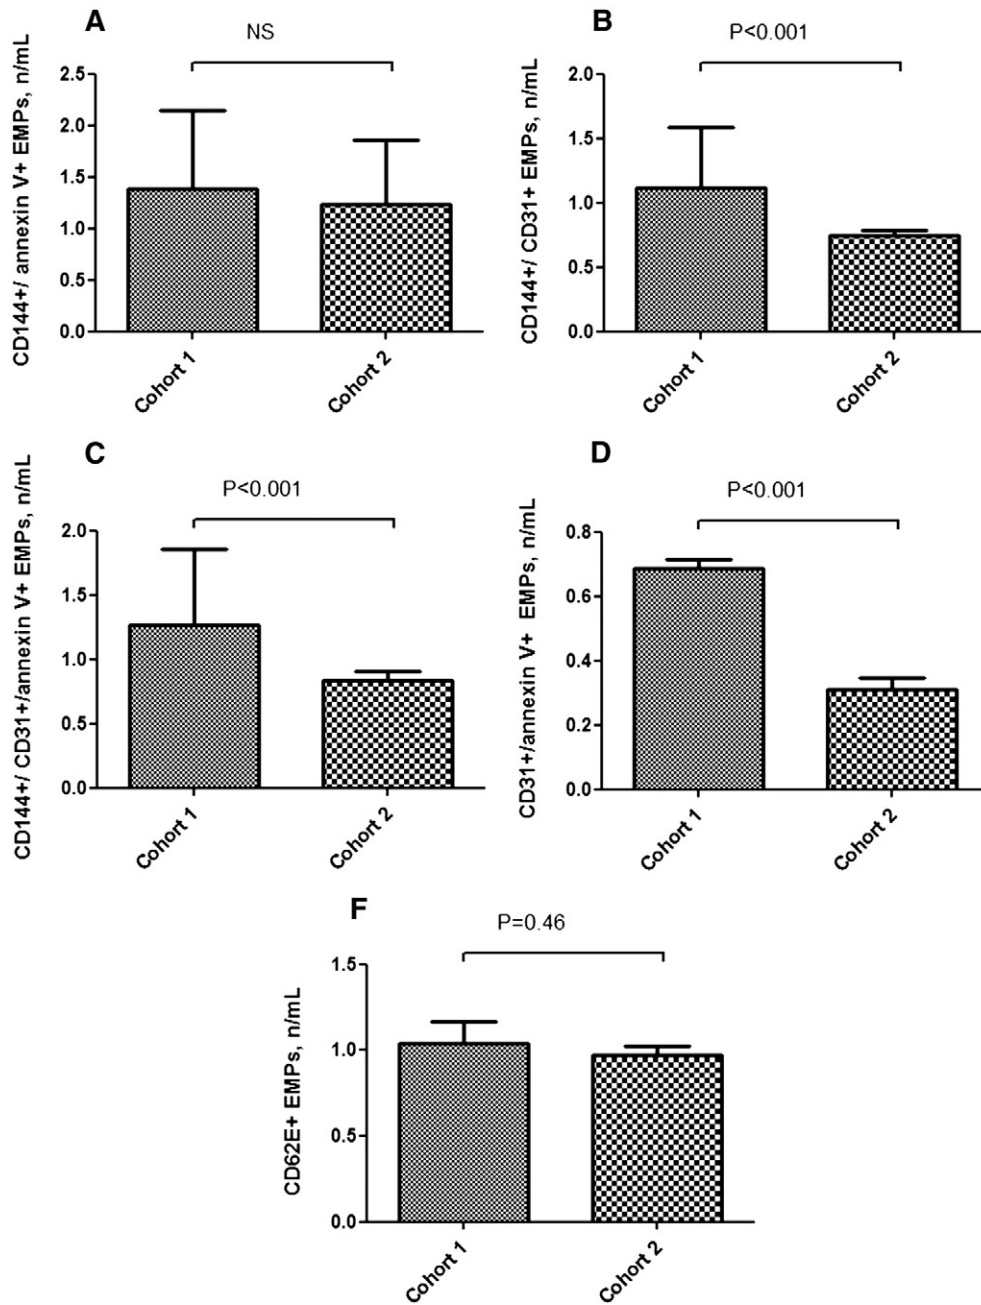 A
NS
CD144+/ annexin V+ EMPs, n/mL
2.5
2.0
1.5
1.0
0.5
0.0
Cohort 1
Cohort 2
B
P<0.001
CD144+/ CD31+ EMPs, n/mL
2.0
1.5
1.0
0.5
0.0
Cohort 1
Cohort 2
C
P<0.001
CD144+/ CD31+/annexin V+ EMPs, n/mL
2.0
1.5
1.0
0.5
0.0
Cohort 1
Cohort 2
D
P<0.001
CD31+/annexin V+ EMPs, n/mL
0.8
0.6
0.4
0.2
0.0
Cohort 1
Cohort 2
F
P=0.46
CD62E+ EMPs, n/mL
1.5
1.0
0.5
0.0
Cohort 1
Cohort 2